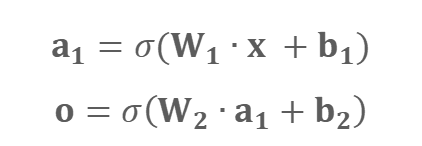 a₁ = σ(W₁ · x + b₁)
o = σ(W₂ · a₁ + b₂)